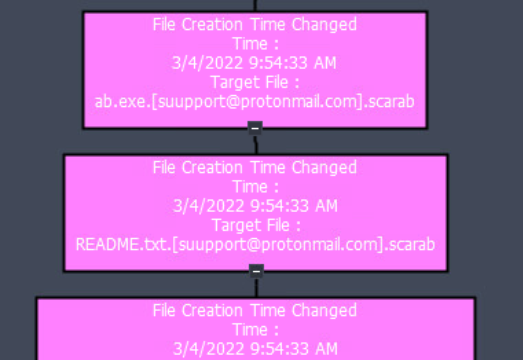 File Creation Time Changed
Time :
3/4/2022 9:54:33 AM
Target File :
ab.exe.[suupport@protonmail.com].scarab
File Creation Time Changed
Time :
3/4/2022 9:54:33 AM
Target File :
README.txt.[suupport@protonmail.com].scarab
File Creation Time Changed
Time :
3/4/2022 9:54:33 AM